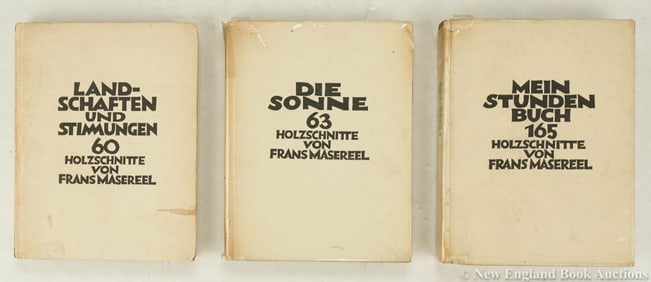 LAND-
SCHAFTEN
UND
STIMMUNGEN
60
HOLZSCHNITTE
VON
FRANS MASEREEL
DIE
SONNE
63
HOLZSCHNITTE
VON
FRANS MASEREEL
MEIN
STUNDEN
BUCH
165
HOLZSCHNITTE
VON
FRANS MASEREEL
© New England Book Auctions